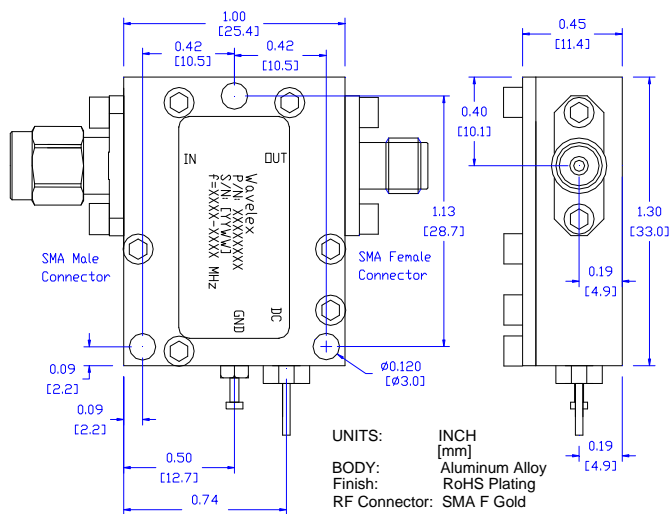 1.00
[25.4]
0.42
[10.5]
0.42
[10.5]
0.45
[11.4]
0.40
[10.1]
IN
OUT
Wavelex
P/N: XXXXXXXXX
S/N: [YYWW]
f=XXXX-XXXX MHz
GND
DC
1.13
[28.7]
1.30
[33.0]
SMA Male
Connector
SMA Female
Connector
0.19
[4.9]
0.09
[2.2]
Ø0.120
[Ø3.0]
0.09
[2.2]
0.50
[12.7]
0.74
0.19
[4.9]
UNITS: INCH
[mm]
BODY: Aluminum Alloy
Finish: RoHS Plating
RF Connector: SMA F Gold